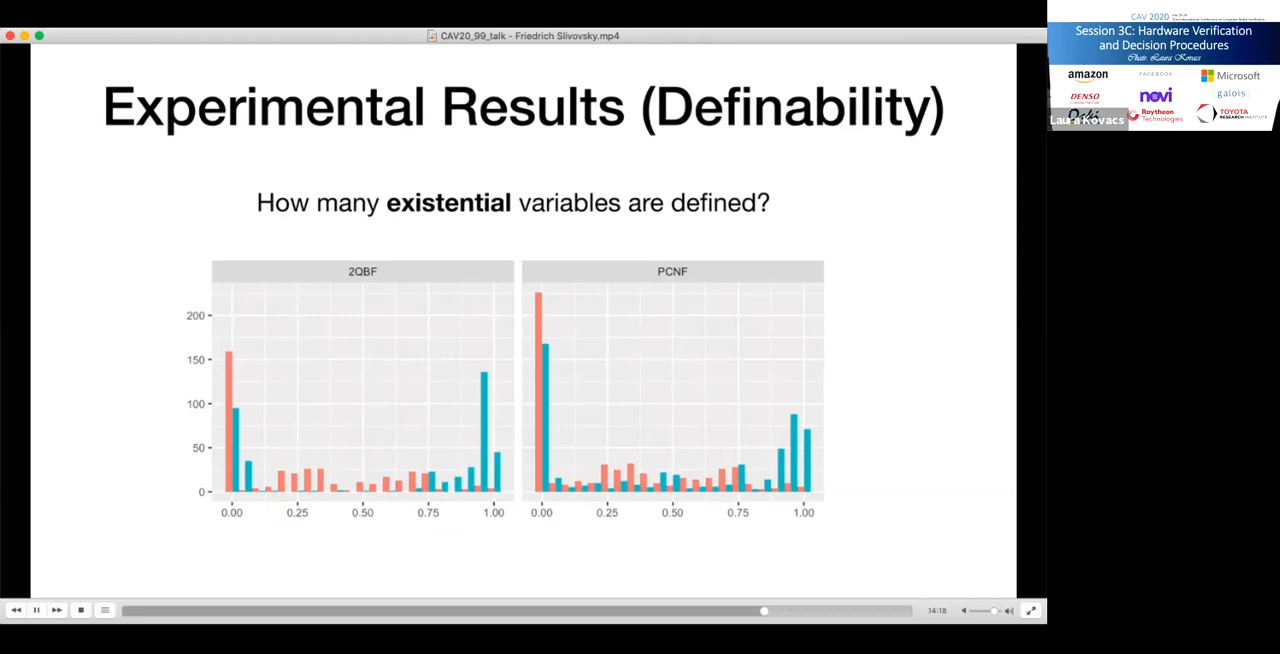 CAV20_99_talk - Friedrich Slivovsky.mp4
Experimental Results (Definability)
How many existential variables are defined?
2QBF
PCNF
200
150
100
50
0
0.00 0.25 0.50 0.75 1.00
0.00 0.25 0.50 0.75 1.00
14:18
CAV 2020
Session 3C: Hardware Verification
and Decision Procedures
Chair: Laura Kovacs
amazon
FACEBOOK
Microsoft
DENSO
novi
galois
Raytheon
Technologies
TOYOTA
RESEARCH INSTITUTE
Laura Kovacs